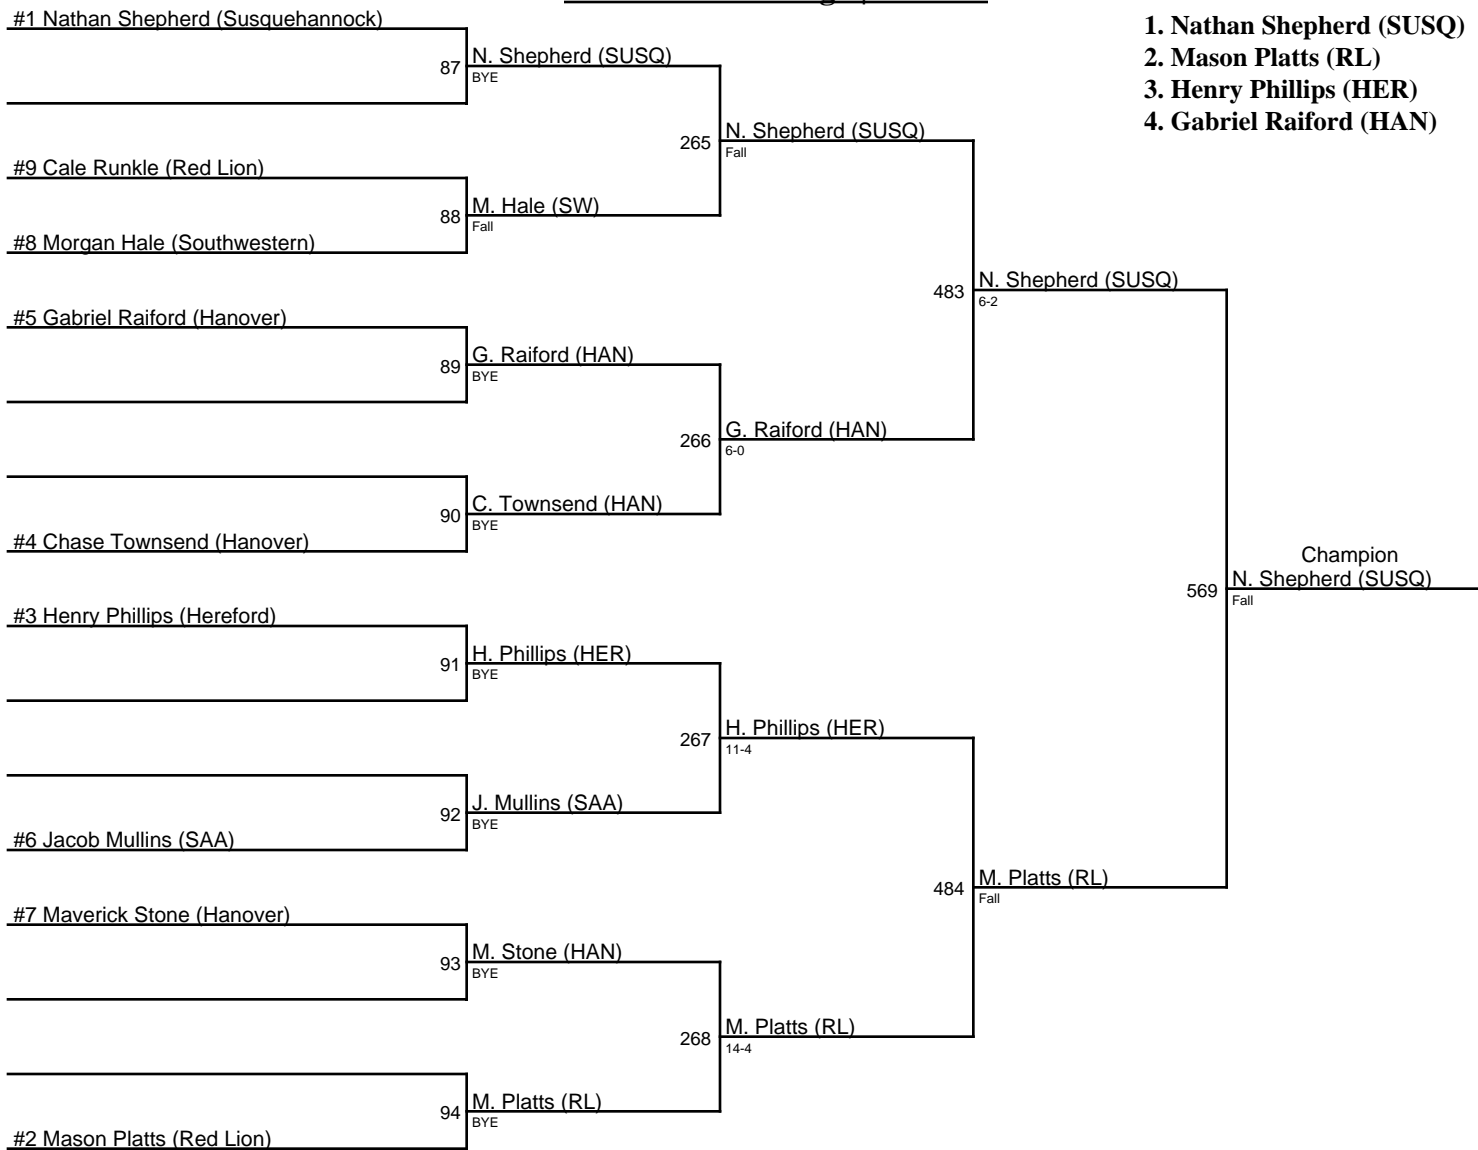 #1 Nathan Shepherd (Susquehannock)
87
N. Shepherd (SUSQ)
BYE
265
N. Shepherd (SUSQ)
Fall
#9 Cale Runkle (Red Lion)
88
M. Hale (SW)
Fall
#8 Morgan Hale (Southwestern)
483
N. Shepherd (SUSQ)
6-2
#5 Gabriel Raiford (Hanover)
89
G. Raiford (HAN)
BYE
266
G. Raiford (HAN)
6-0
90
C. Townsend (HAN)
BYE
#4 Chase Townsend (Hanover)
569
Champion
N. Shepherd (SUSQ)
Fall
#3 Henry Phillips (Hereford)
91
H. Phillips (HER)
BYE
267
H. Phillips (HER)
11-4
92
J. Mullins (SAA)
BYE
#6 Jacob Mullins (SAA)
484
M. Platts (RL)
Fall
#7 Maverick Stone (Hanover)
93
M. Stone (HAN)
BYE
268
M. Platts (RL)
14-4
94
M. Platts (RL)
BYE
#2 Mason Platts (Red Lion)
1. Nathan Shepherd (SUSQ)
2. Mason Platts (RL)
3. Henry Phillips (HER)
4. Gabriel Raiford (HAN)